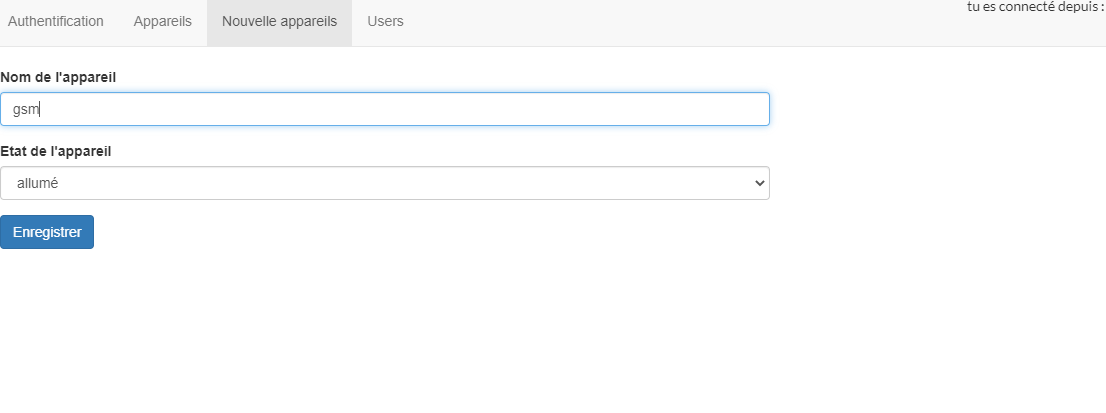 Authentification Appareils Nouvelle appareils Users tu es connecté depuis :
Nom de l'appareil
gsm
Etat de l'appareil
allumé
Enregistrer